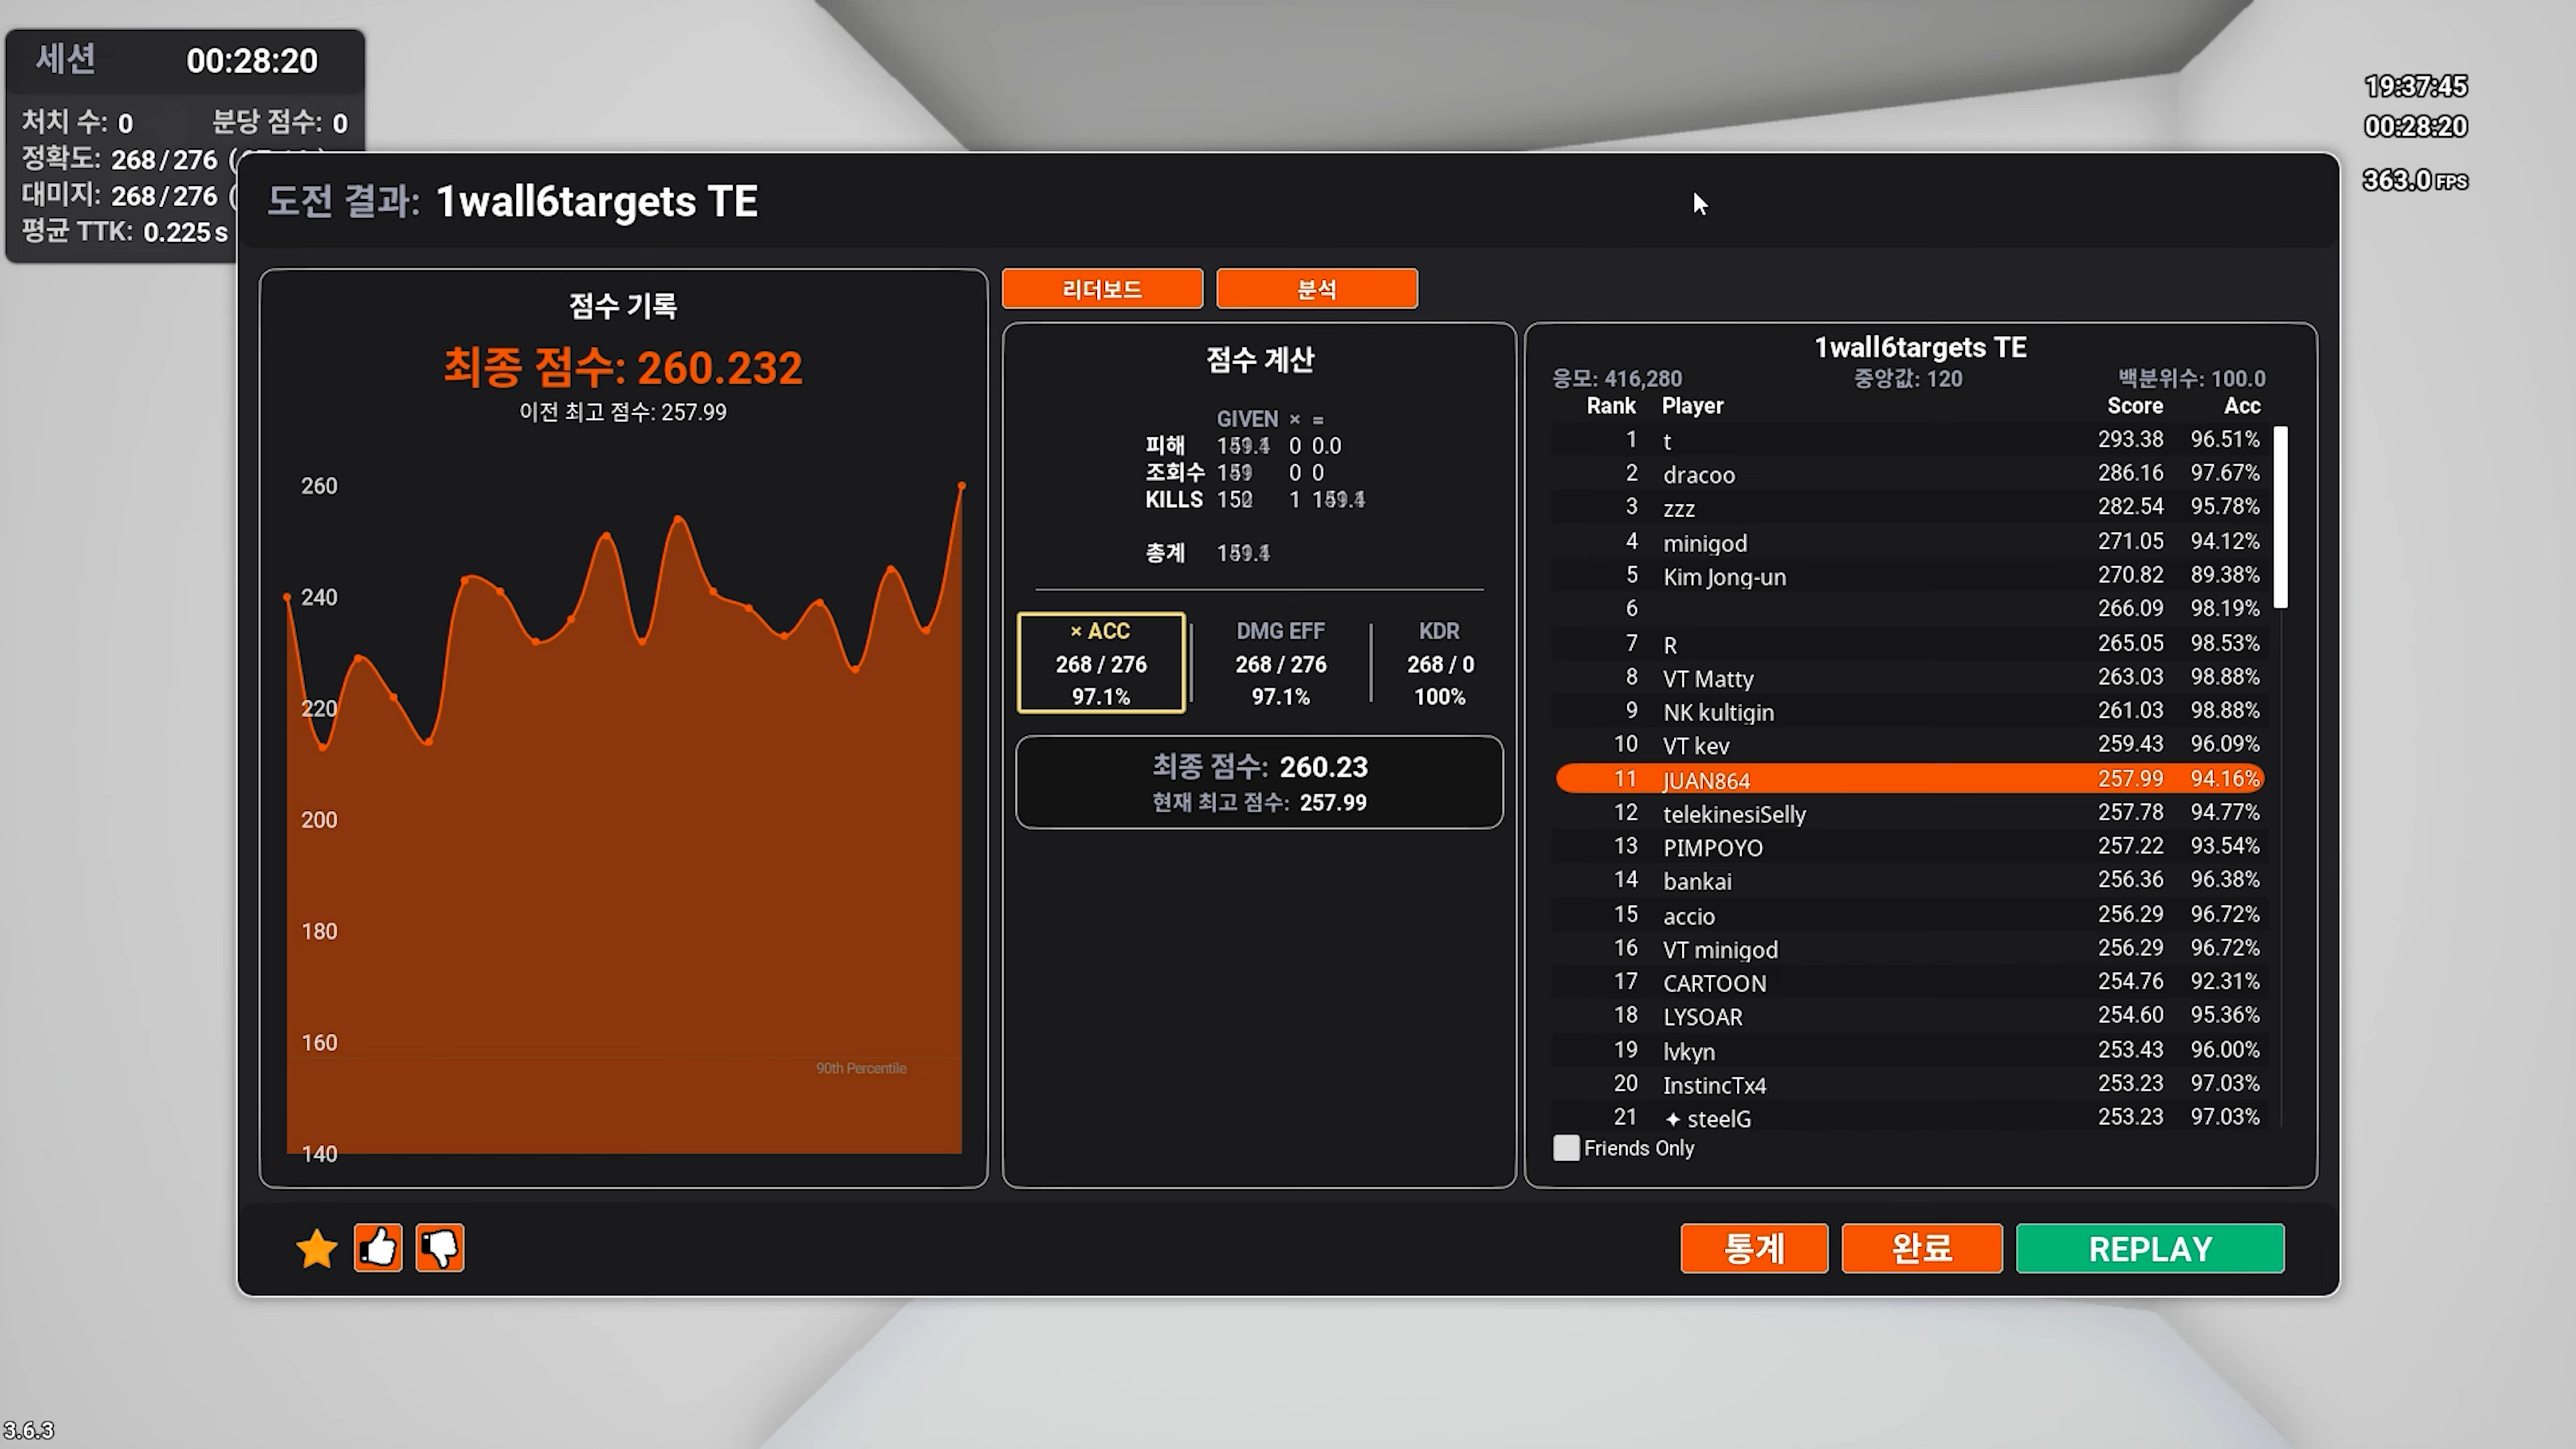 세션 00:28:20
처치 수: 0 분당 점수: 0
정확도: 268/276
대미지: 268/276
평균 TTK: 0.225s
19:37:45
00:28:20
363.0 FPS
도전 결과: 1wall6targets TE
점수 기록
최종 점수: 260.232
이전 최고 점수: 257.99
260
240
220
200
180
160
140
90th Percentile
리더보드 분석
점수 계산
GIVEN × =
피해 0 0.0
조회수 0 0
KILLS 1
총계
× ACC
268 / 276
97.1%
DMG EFF
268 / 276
97.1%
KDR
268 / 0
100%
최종 점수: 260.23
현재 최고 점수: 257.99
1wall6targets TE
응모: 416,280 중앙값: 120 백분위수: 100.0
Rank Player Score Acc
1 t 293.38 96.51%
2 dracoo 286.16 97.67%
3 zzz 282.54 95.78%
4 minigod 271.05 94.12%
5 Kim Jong-un 270.82 89.38%
6 266.09 98.19%
7 R 265.05 98.53%
8 VT Matty 263.03 98.88%
9 NK kultigin 261.03 98.88%
10 VT kev 259.43 96.09%
11 JUAN864 257.99 94.16%
12 telekinesiSelly 257.78 94.77%
13 PIMPOYO 257.22 93.54%
14 bankai 256.36 96.38%
15 accio 256.29 96.72%
16 VT minigod 256.29 96.72%
17 CARTOON 254.76 92.31%
18 LYSOAR 254.60 95.36%
19 lvkyn 253.43 96.00%
20 InstincTx4 253.23 97.03%
21 ✦ steelG 253.23 97.03%
Friends Only
통계 완료 REPLAY
3.6.3